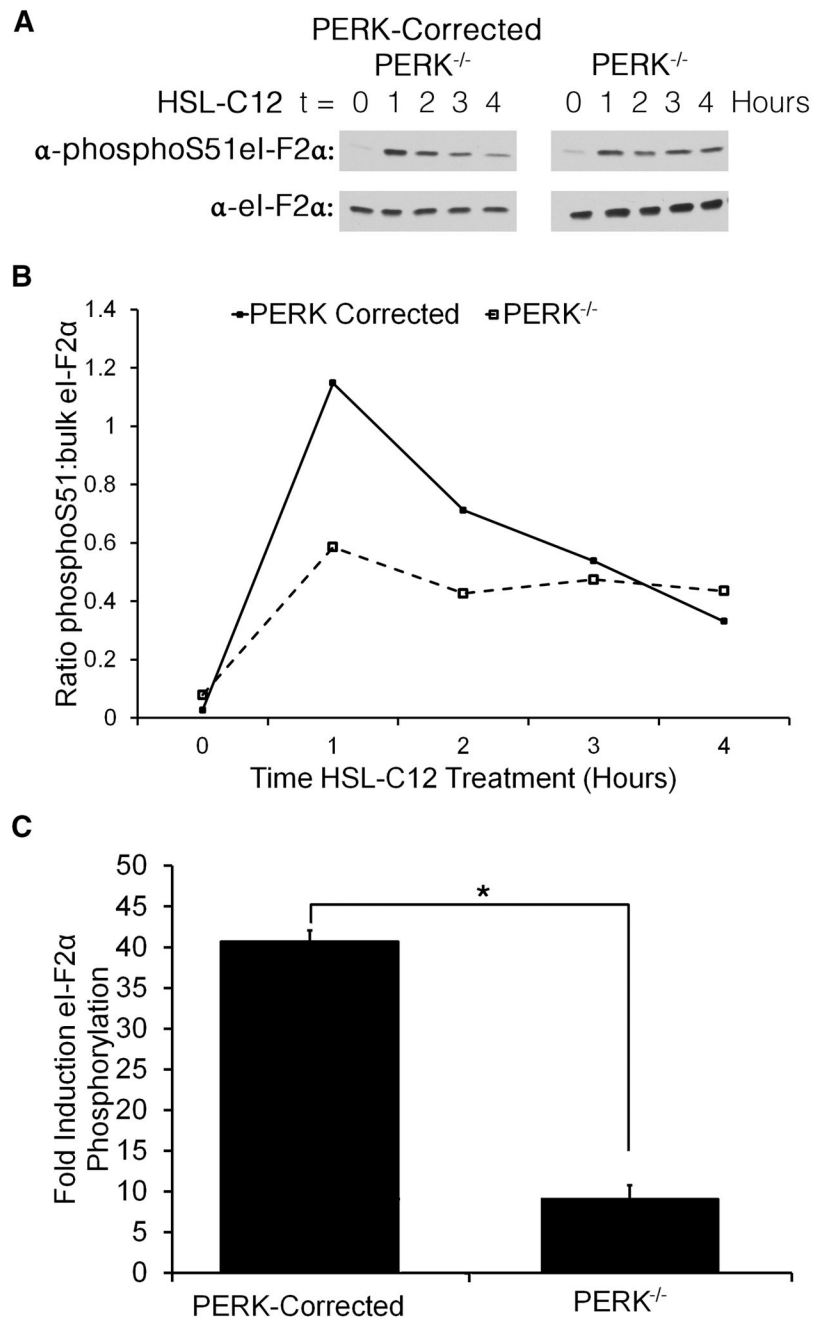 A
PERK-Corrected
PERK-/-
PERK-/-
HSL-C12 t = 0 1 2 3 4
0 1 2 3 4 Hours
α-phosphoS51eI-F2α:
α-eI-F2α:
B
PERK Corrected
PERK-/-
Ratio phosphoS51:bulk eI-F2α
1.4
1.2
1
0.8
0.6
0.4
0.2
0
0 1 2 3 4
Time HSL-C12 Treatment (Hours)
C
Fold Induction eI-F2α
Phosphorylation
50
45
40
35
30
25
20
15
10
5
0
*
PERK-Corrected
PERK-/-